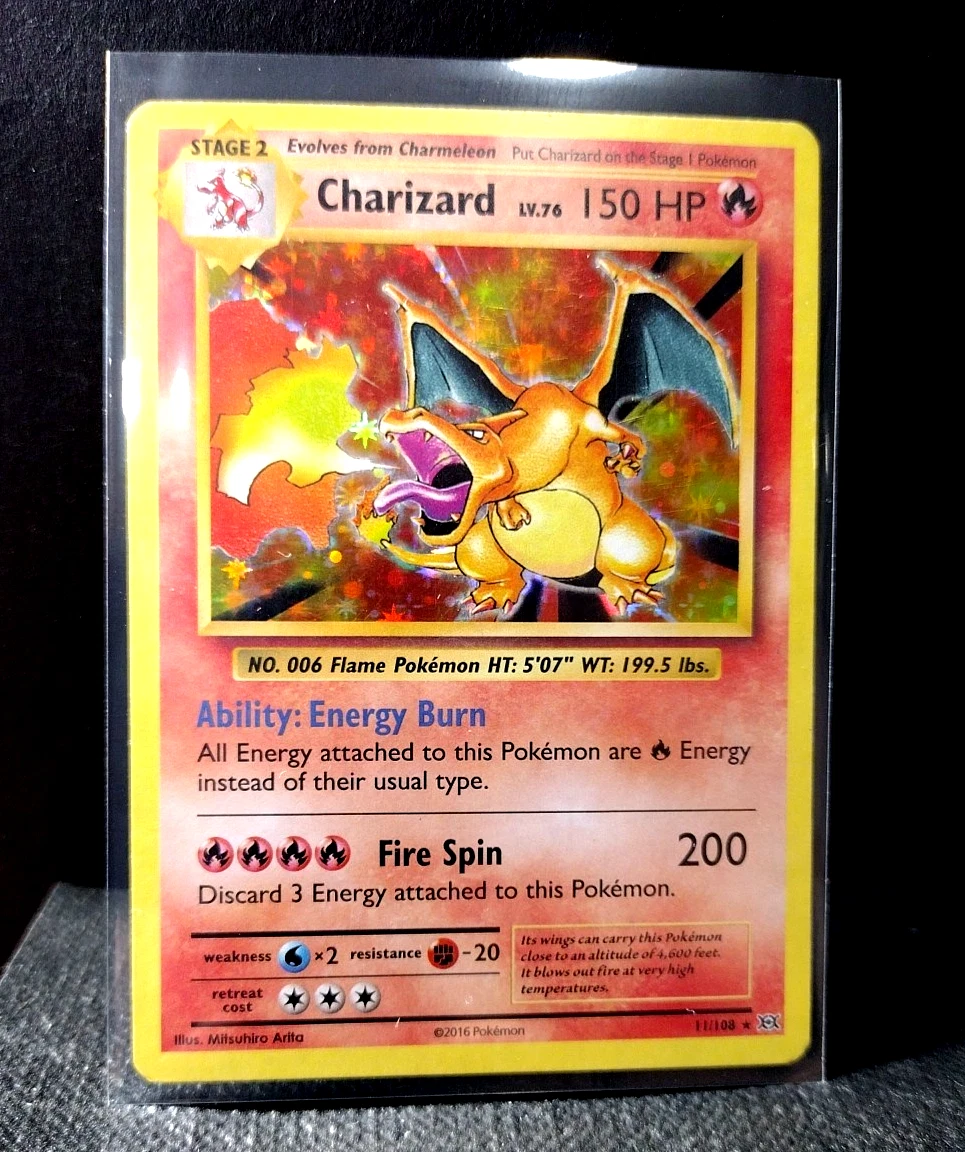 STAGE 2 Evolves from Charmeleon Put Charizard on the Stage 1 Pokémon
Charizard LV.76 150 HP
NO. 006 Flame Pokémon HT: 5'07" WT: 199.5 lbs.
Ability: Energy Burn
All Energy attached to this Pokémon are Energy
instead of their usual type.
Fire Spin 200
Discard 3 Energy attached to this Pokémon.
weakness ×2 resistance -20
retreat
cost
Its wings can carry this Pokémon
close to an altitude of 4,600 feet.
It blows out fire at very high
temperatures.
Illus. Mitsuhiro Arita ©2016 Pokémon 11/108 ★